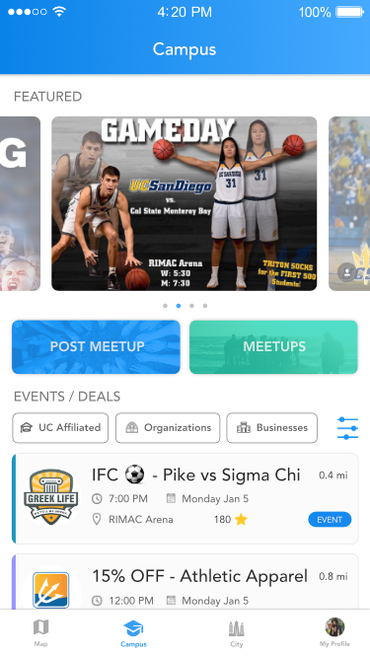 4:20 PM
100%
Campus
FEATURED
G
GAMEDAY
UC San Diego
vs.
Cal State Monterey Bay
31
31
RIMAC Arena
W: 5:30
M: 7:30
TRITON SOCKS
for the FIRST 500
Students!
POST MEETUP
MEETUPS
EVENTS / DEALS
UC Affiliated
Organizations
Businesses
IFC ⚽ - Pike vs Sigma Chi
0.4 mi
GREEK LIFE
7:00 PM
Monday Jan 5
RIMAC Arena
180 ⭐
EVENT
15% OFF - Athletic Apparel
0.8 mi
12:00 PM
Monday Jan 5
Map
Campus
City
My Profile